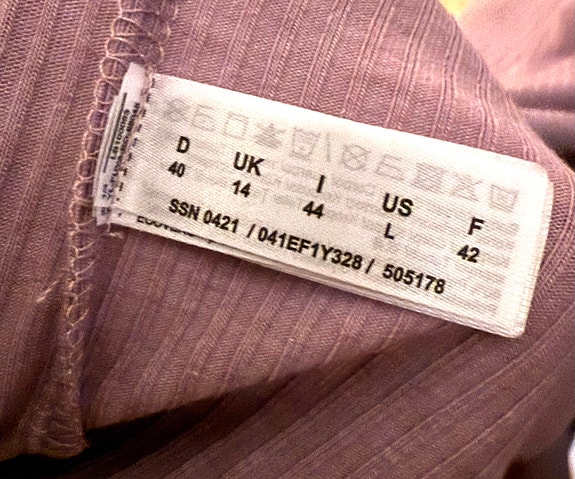 D UK I US F
40 14 44 L 42
SSN 0421 / 041EF1Y328 / 505178